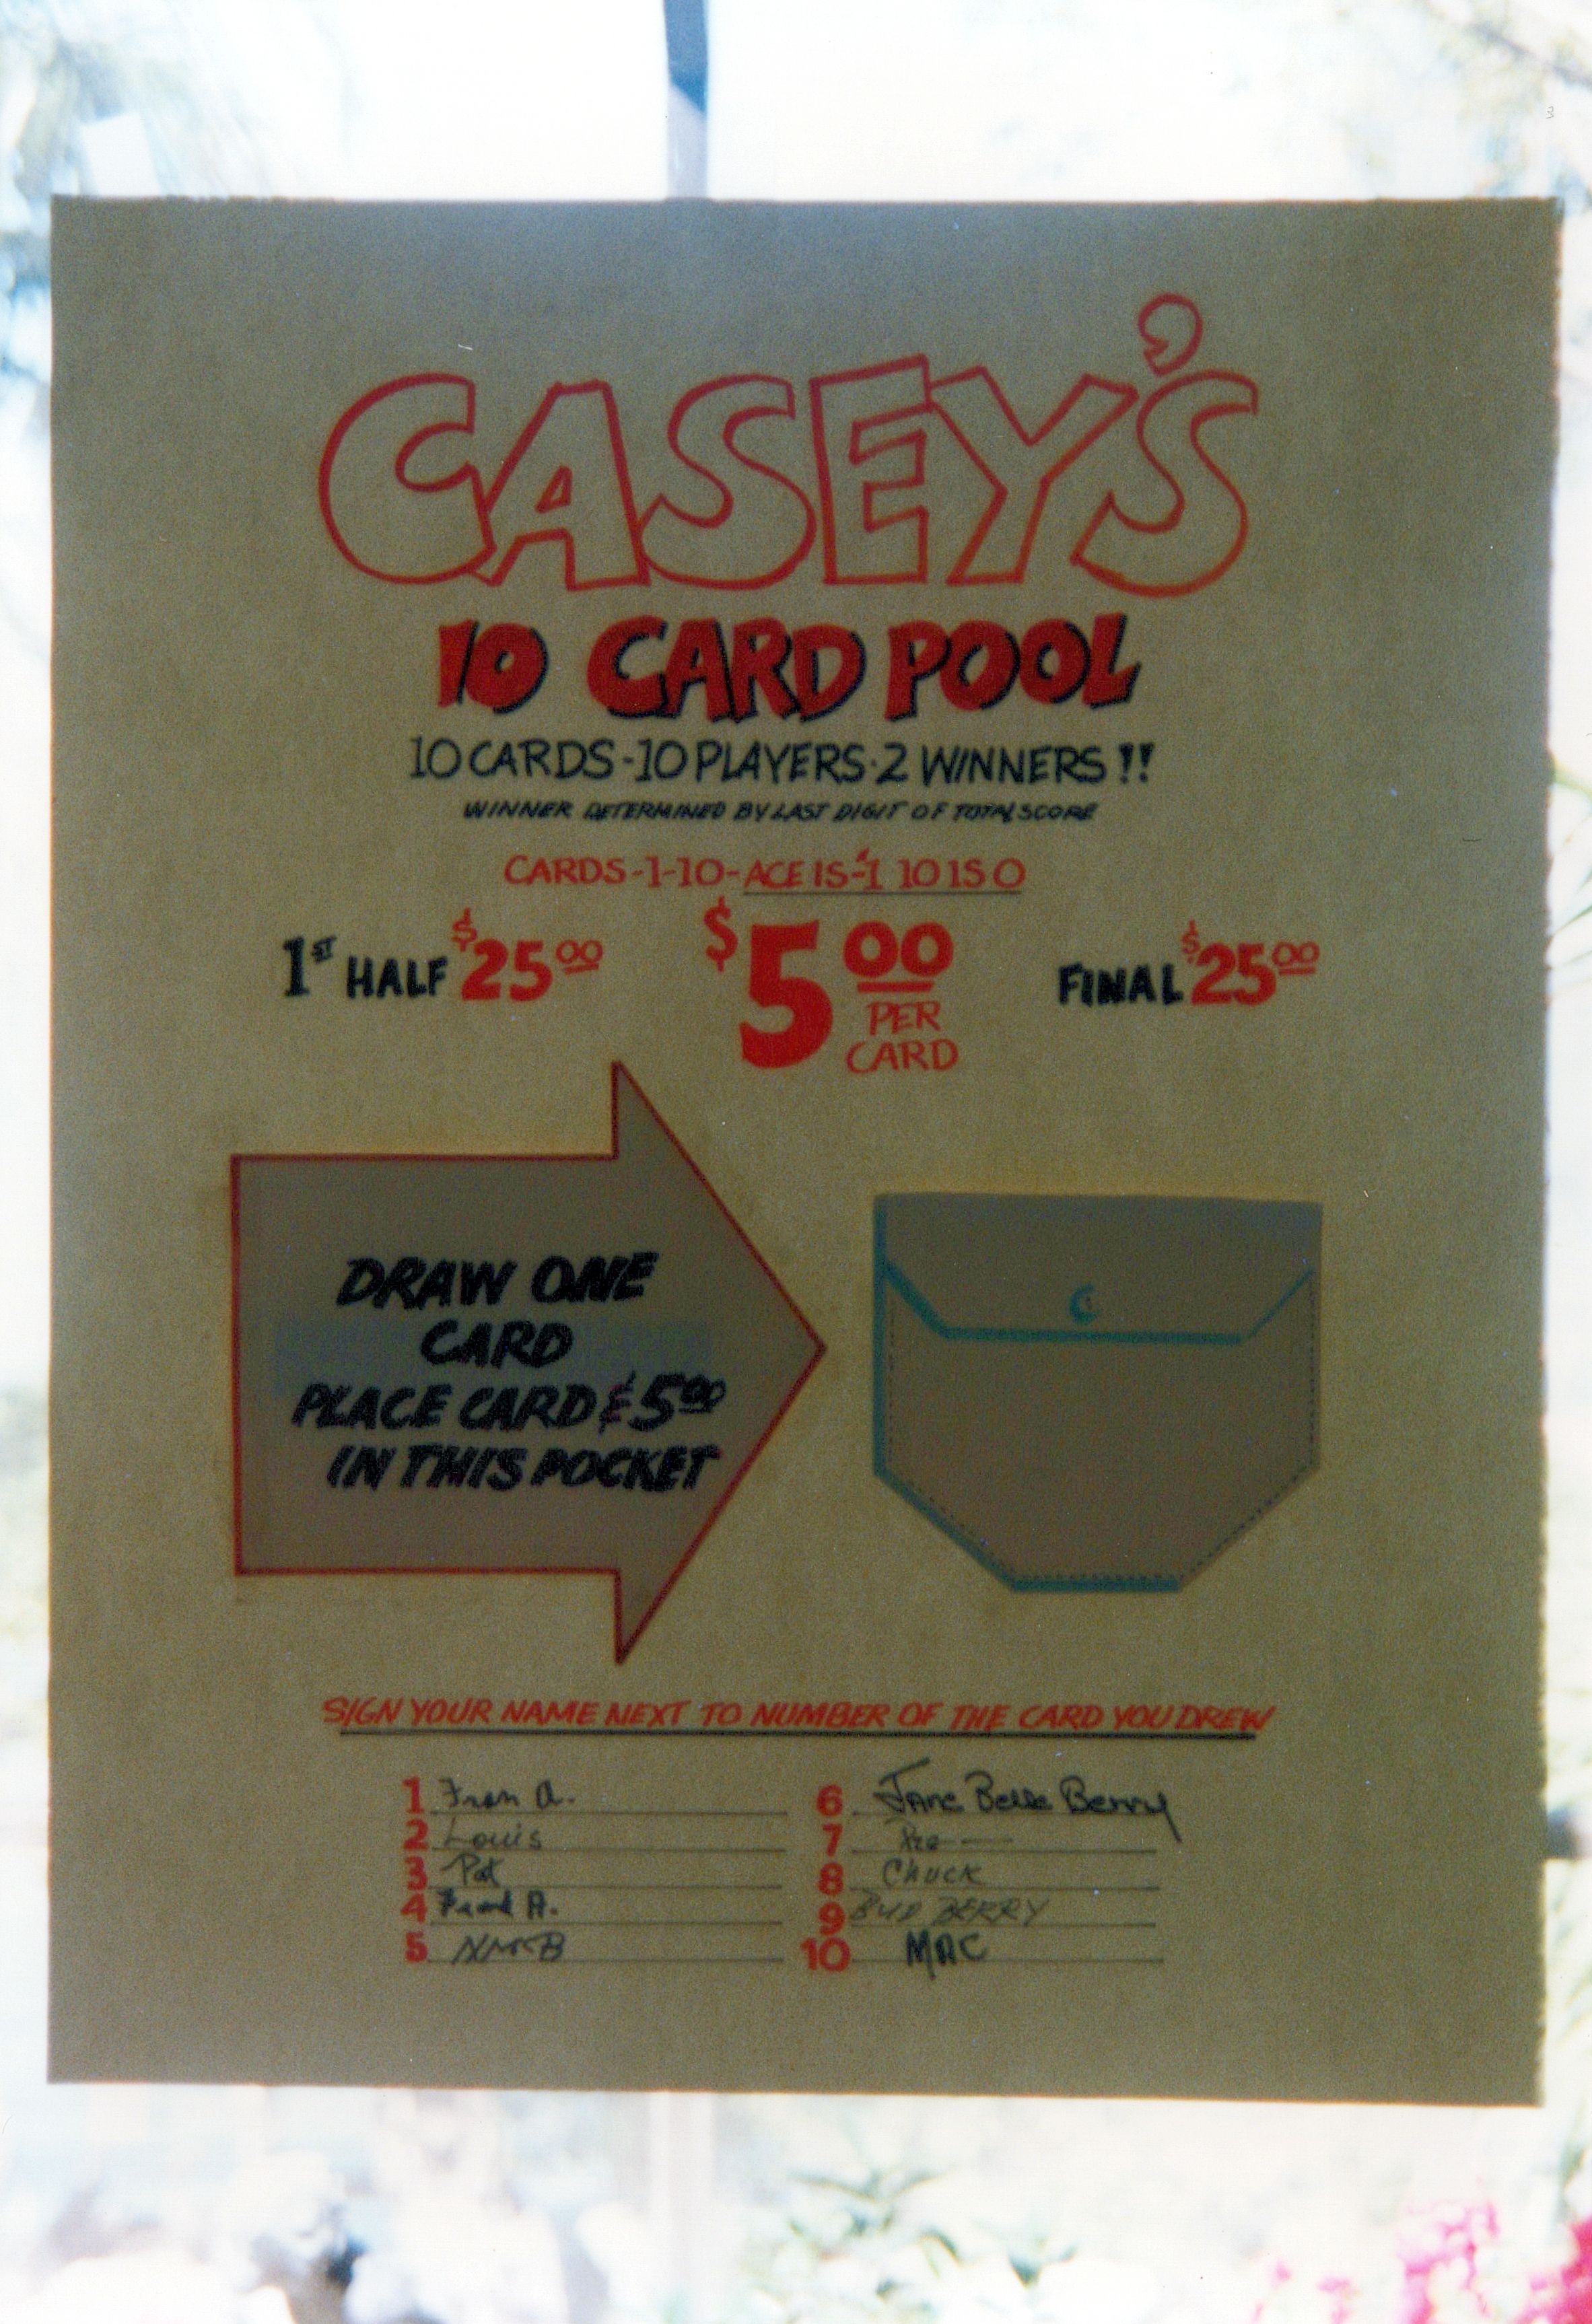 CASEY'S
10 CARD POOL
10 CARDS-10 PLAYERS-2 WINNERS !!
WINNER DETERMINED BY LAST DIGIT OF TOTAL SCORE
CARDS-1-10-ACE IS-1 10 IS 0
1ST HALF $25 00
$5 00 PER CARD
FINAL $25 00
DRAW ONE
CARD
PLACE CARD & 5 00
IN THIS POCKET
SIGN YOUR NAME NEXT TO NUMBER OF THE CARD YOU DREW
1 Fran A.
2 Louis
3 Pat
4 Frank A.
5
6 Jane Belle Berry
7
8 CHUCK
9 BUD BERRY
10 MAC